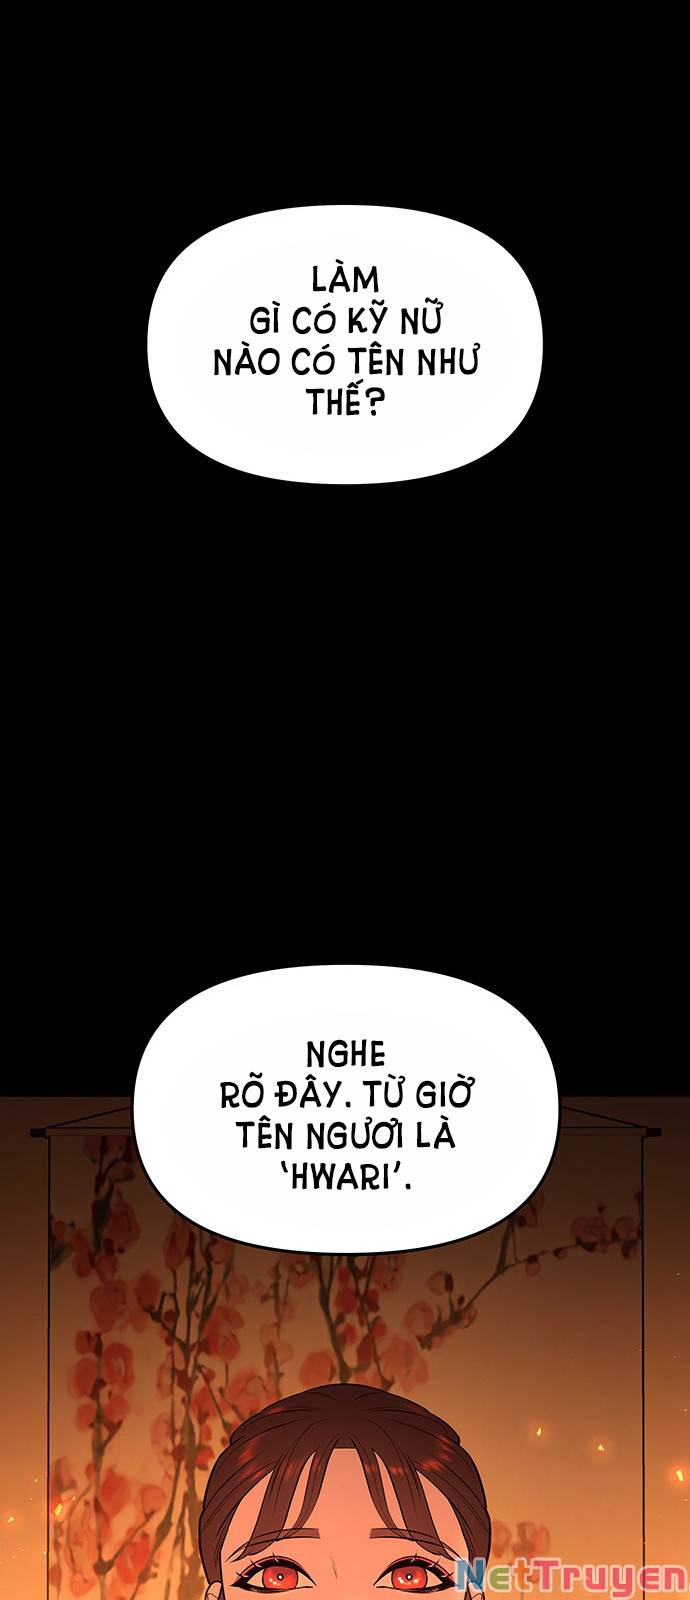 LÀM
GÌ CÓ KỸ NỮ
NÀO CÓ TÊN NHƯ
THẾ?
NGHE
RÕ ĐÂY. TỪ GIỜ
TÊN NGƯƠI LÀ
‘HWARI’.
NetTruyen